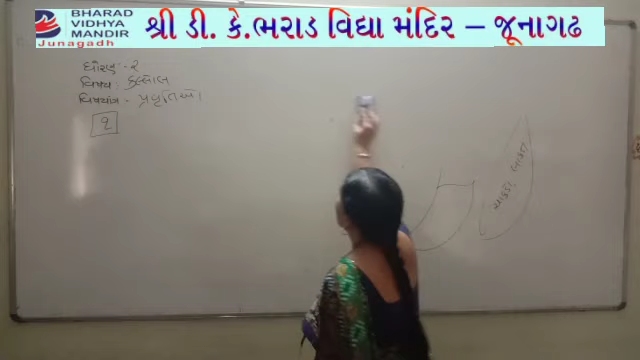 BHARAD
VIDHYA
MANDIR
Junagadh
શ્રી ડી. કે.ભરાડ વિદ્યા મંદિર – જૂનાગઢ
ધોરણ :- ૨
વિષય : કલ્લોલ
વિષયાંગ - પ્રવૃત્તિઓ
૧